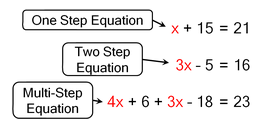 One Step Equation
x + 15 = 21
Two Step
Equation
3x - 5 = 16
Multi-Step
Equation
4x + 6 + 3x - 18 = 23